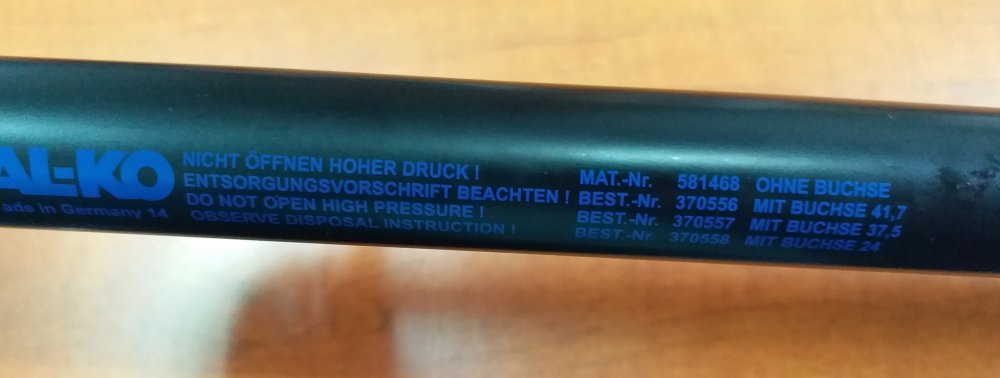 AL-KO
ade in Germany 14
NICHT ÖFFNEN HOHER DRUCK !
ENTSORGUNGSVORSCHRIFT BEACHTEN !
DO NOT OPEN HIGH PRESSURE !
OBSERVE DISPOSAL INSTRUCTION !
MAT.-Nr. 581468 OHNE BUCHSE
BEST.-Nr. 370556 MIT BUCHSE 41,7
BEST.-Nr. 370557 MIT BUCHSE 37,5
BEST.-Nr. 370558 MIT BUCHSE 24